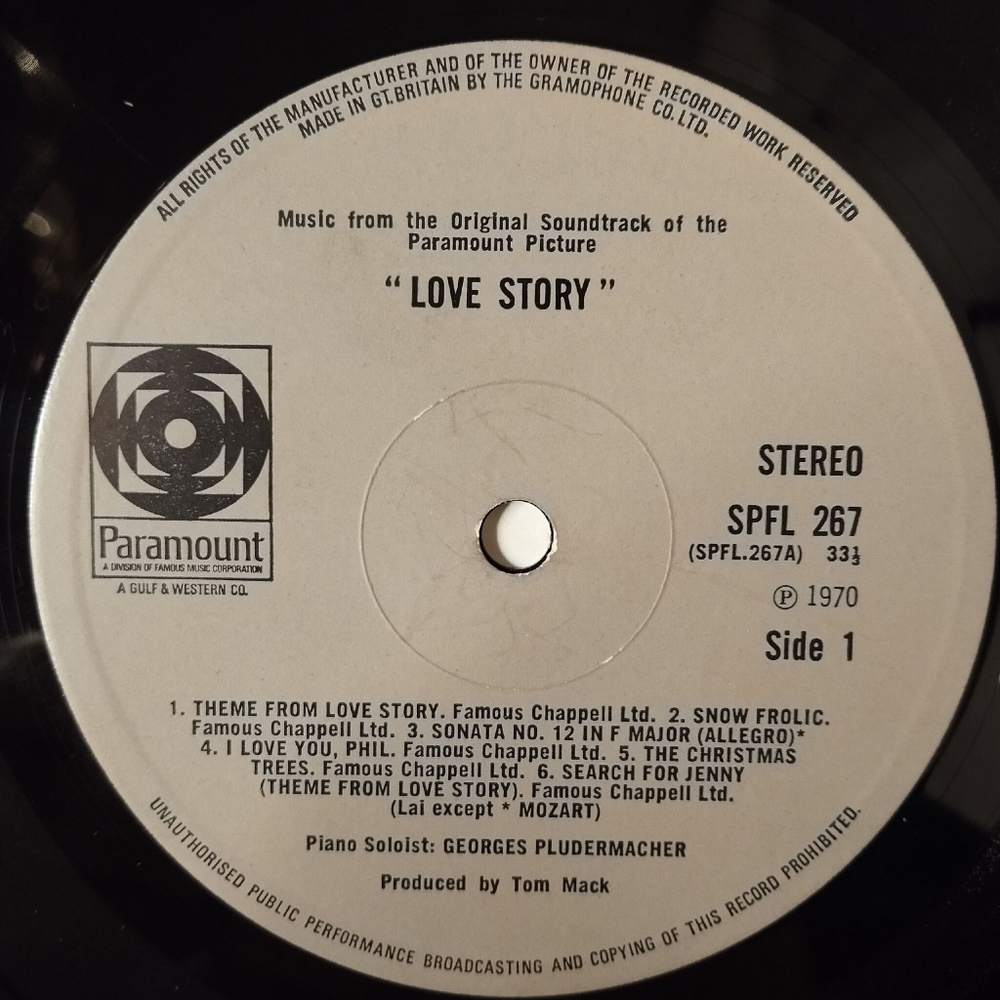 ALL RIGHTS OF THE MANUFACTURER AND OF THE OWNER OF THE RECORDED WORK RESERVED
MADE IN GT.BRITAIN BY THE GRAMOPHONE CO.LTD.
Music from the Original Soundtrack of the
Paramount Picture
“LOVE STORY”
Paramount
A DIVISION OF FAMOUS MUSIC CORPORATION
A GULF & WESTERN CO.
STEREO
SPFL 267
(SPFL.267A) 33⅓
℗ 1970
Side 1
1. THEME FROM LOVE STORY. Famous Chappell Ltd. 2. SNOW FROLIC.
Famous Chappell Ltd. 3. SONATA NO. 12 IN F MAJOR (ALLEGRO)*
4. I LOVE YOU, PHIL. Famous Chappell Ltd. 5. THE CHRISTMAS
TREES. Famous Chappell Ltd. 6. SEARCH FOR JENNY
(THEME FROM LOVE STORY). Famous Chappell Ltd.
(Lai except * MOZART)
Piano Soloist: GEORGES PLUDERMACHER
Produced by Tom Mack
UNAUTHORISED PUBLIC PERFORMANCE BROADCASTING AND COPYING OF THIS RECORD PROHIBITED.